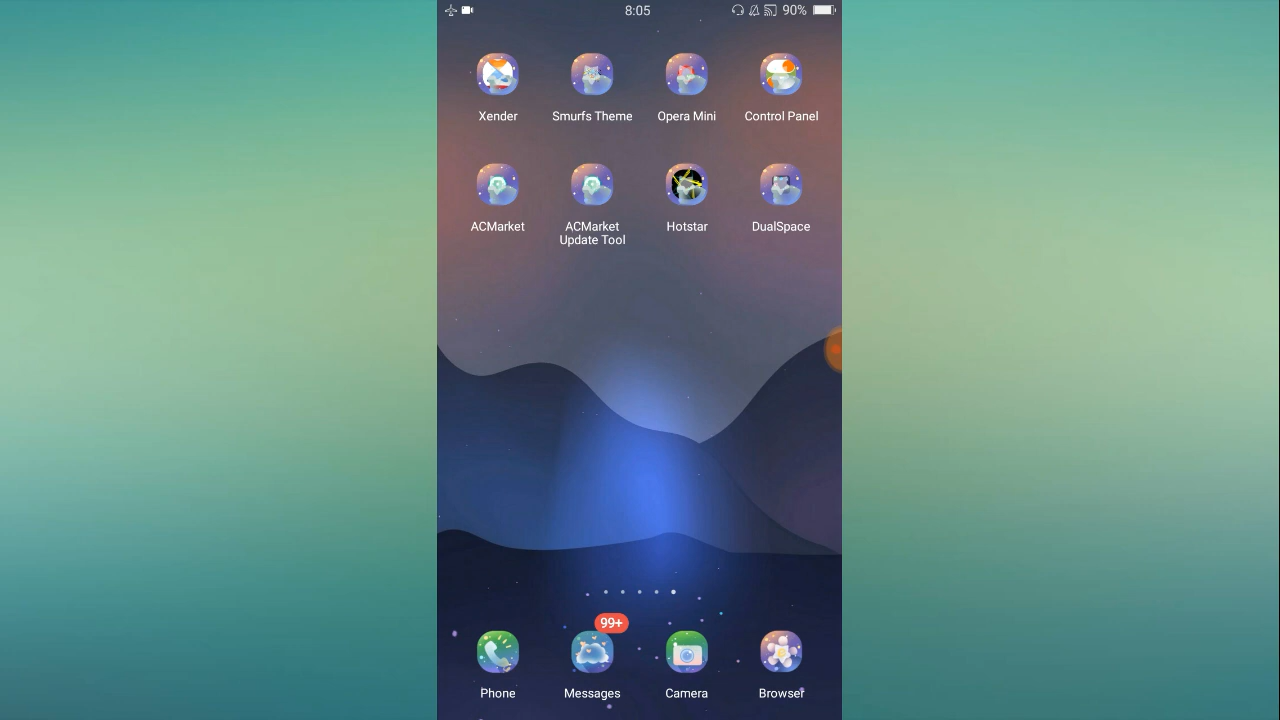 8:05
90%
Xender
Smurfs Theme
Opera Mini
Control Panel
ACMarket
ACMarket
Update Tool
Hotstar
DualSpace
99+
Phone
Messages
Camera
Browser